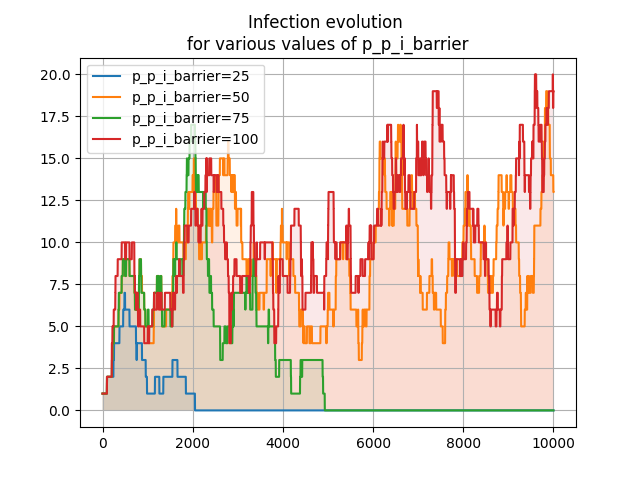 Infection evolution
for various values of p_p_i_barrier
p_p_i_barrier=25
p_p_i_barrier=50
p_p_i_barrier=75
p_p_i_barrier=100
20.0
17.5
15.0
12.5
10.0
7.5
5.0
2.5
0.0
0 2000 4000 6000 8000 10000